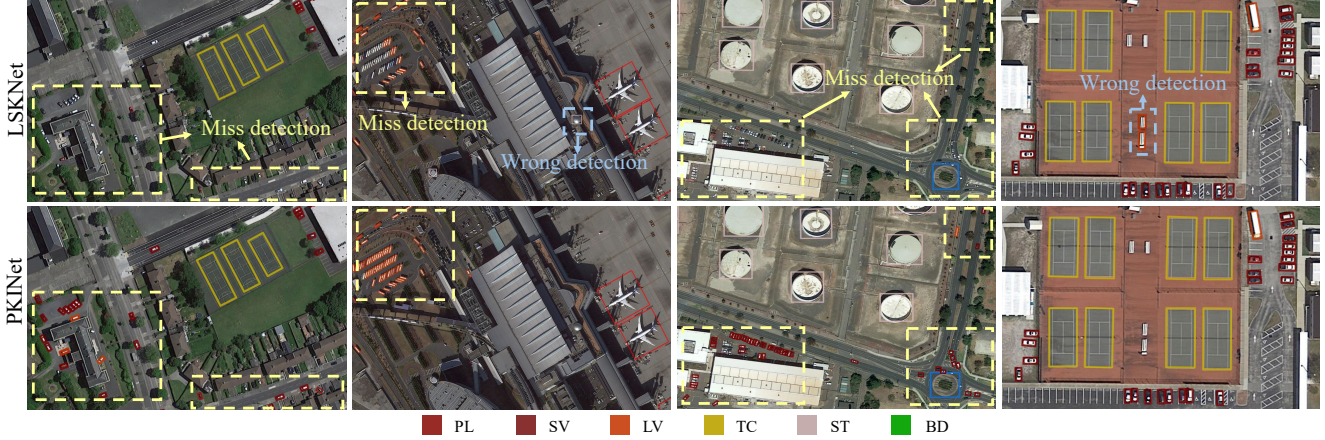 LSKNet
Miss detection
Miss detection
Wrong detection
Miss detection
Wrong detection
PKINet
PL SV LV TC ST BD